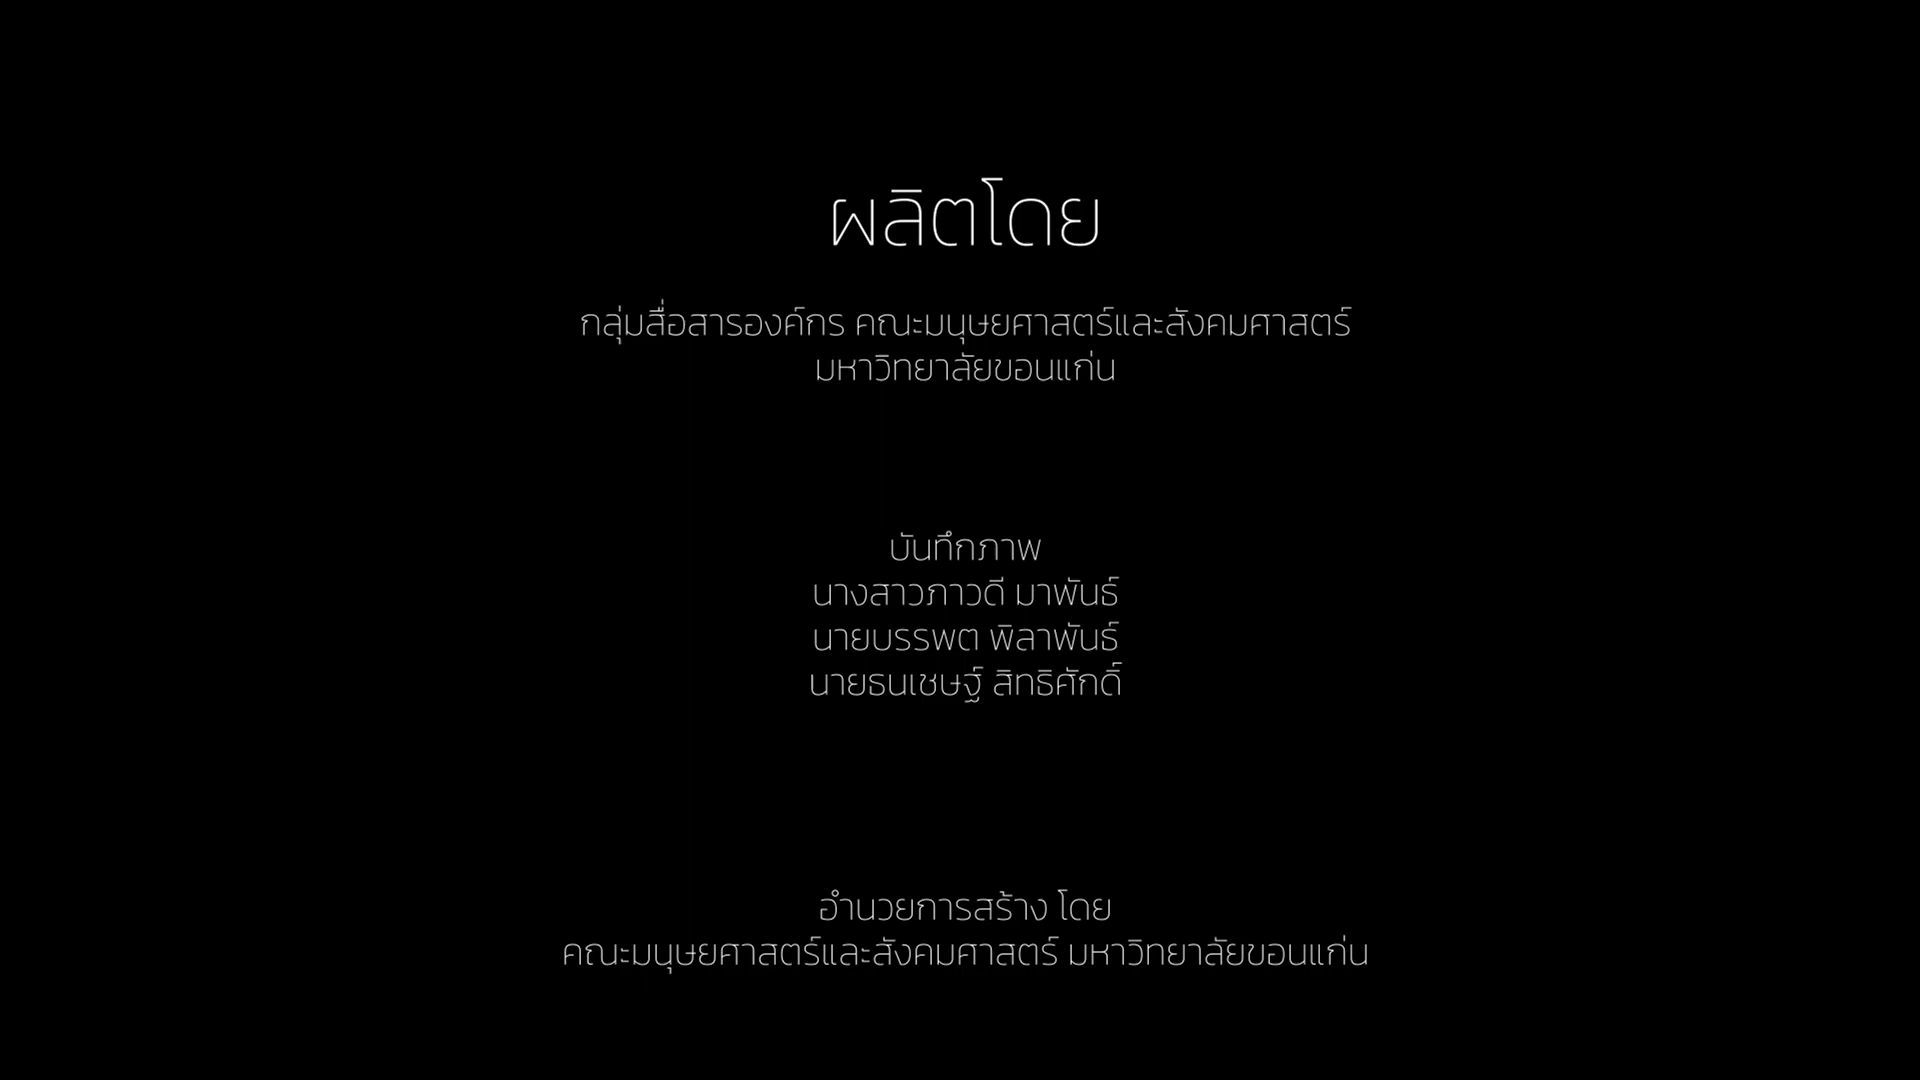 ผลิตโดย
กลุ่มสื่อสารองค์กร คณะมนุษยศาสตร์และสังคมศาสตร์
มหาวิทยาลัยขอนแก่น
บันทึกภาพ
นางสาวภาวดี มาพันธ์
นายบรรพต พิลาพันธ์
นายธนเชษฐ์ สิทธิศักดิ์
อำนวยการสร้าง โดย
คณะมนุษยศาสตร์และสังคมศาสตร์ มหาวิทยาลัยขอนแก่น